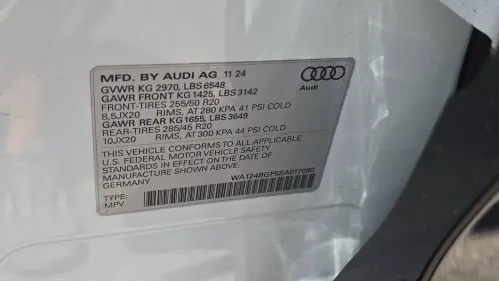 MFD. BY AUDI AG 11 24
GVWR KG 2970, LBS 6548
GAWR FRONT KG 1425, LBS 3142
FRONT-TIRES 255/50 R20
8,5JX20 RIMS, AT 280 KPA 41 PSI COLD
GAWR REAR KG 1655, LBS 3649
REAR-TIRES 285/45 R20
10JX20 RIMS, AT 300 KPA 44 PSI COLD
THIS VEHICLE CONFORMS TO ALL APPLICABLE
U.S. FEDERAL MOTOR VEHICLE SAFETY
STANDARDS IN EFFECT ON THE DATE OF
MANUFACTURE SHOWN ABOVE.
GERMANY
Audi
WA124BGF5SA017080
TYPE:
MPV